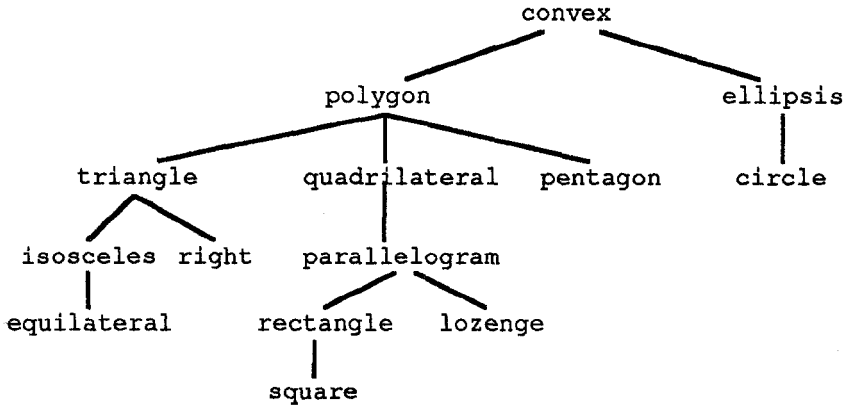 convex
polygon ellipsis
triangle quadrilateral pentagon circle
isosceles right parallelogram
equilateral rectangle lozenge
square